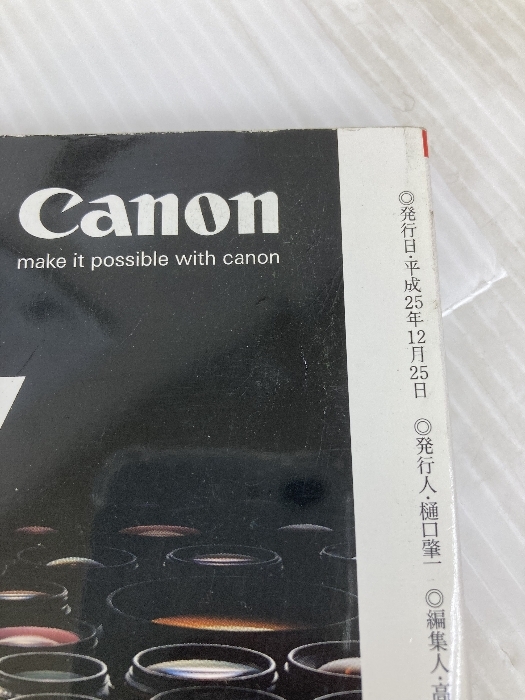 Canon
make it possible with canon
◎発行日・平成25年12月25日 ◎発行人・樋口肇一 ◎編集人・高